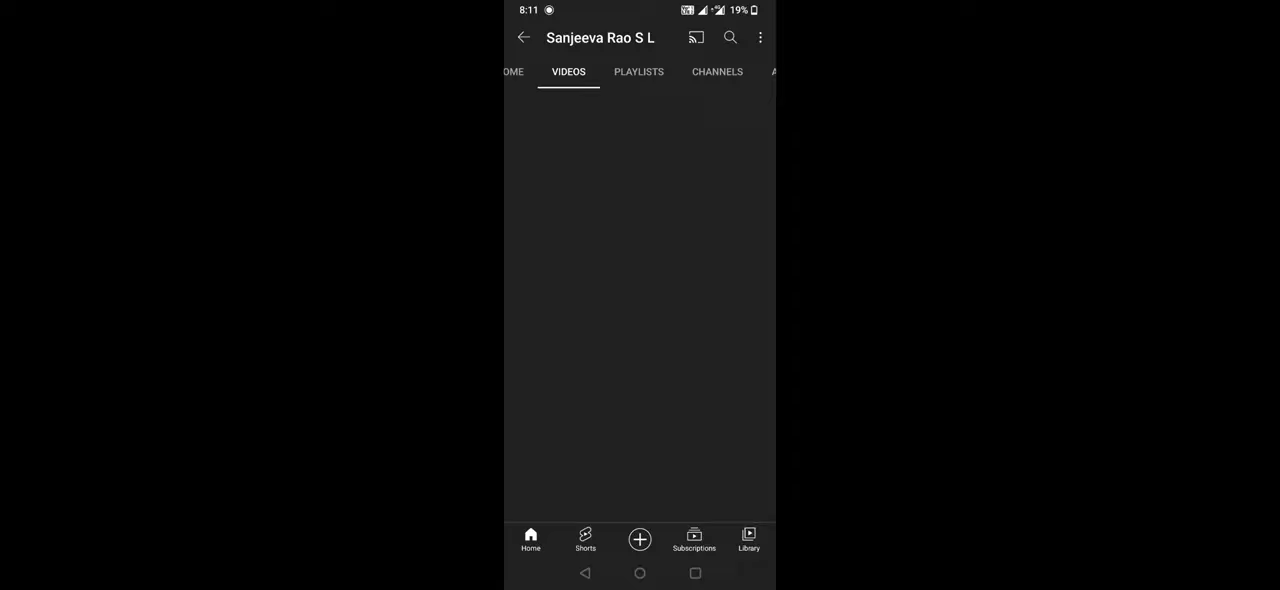 8:11 19%
Sanjeeva Rao S L
OME VIDEOS PLAYLISTS CHANNELS A
Home Shorts Subscriptions Library